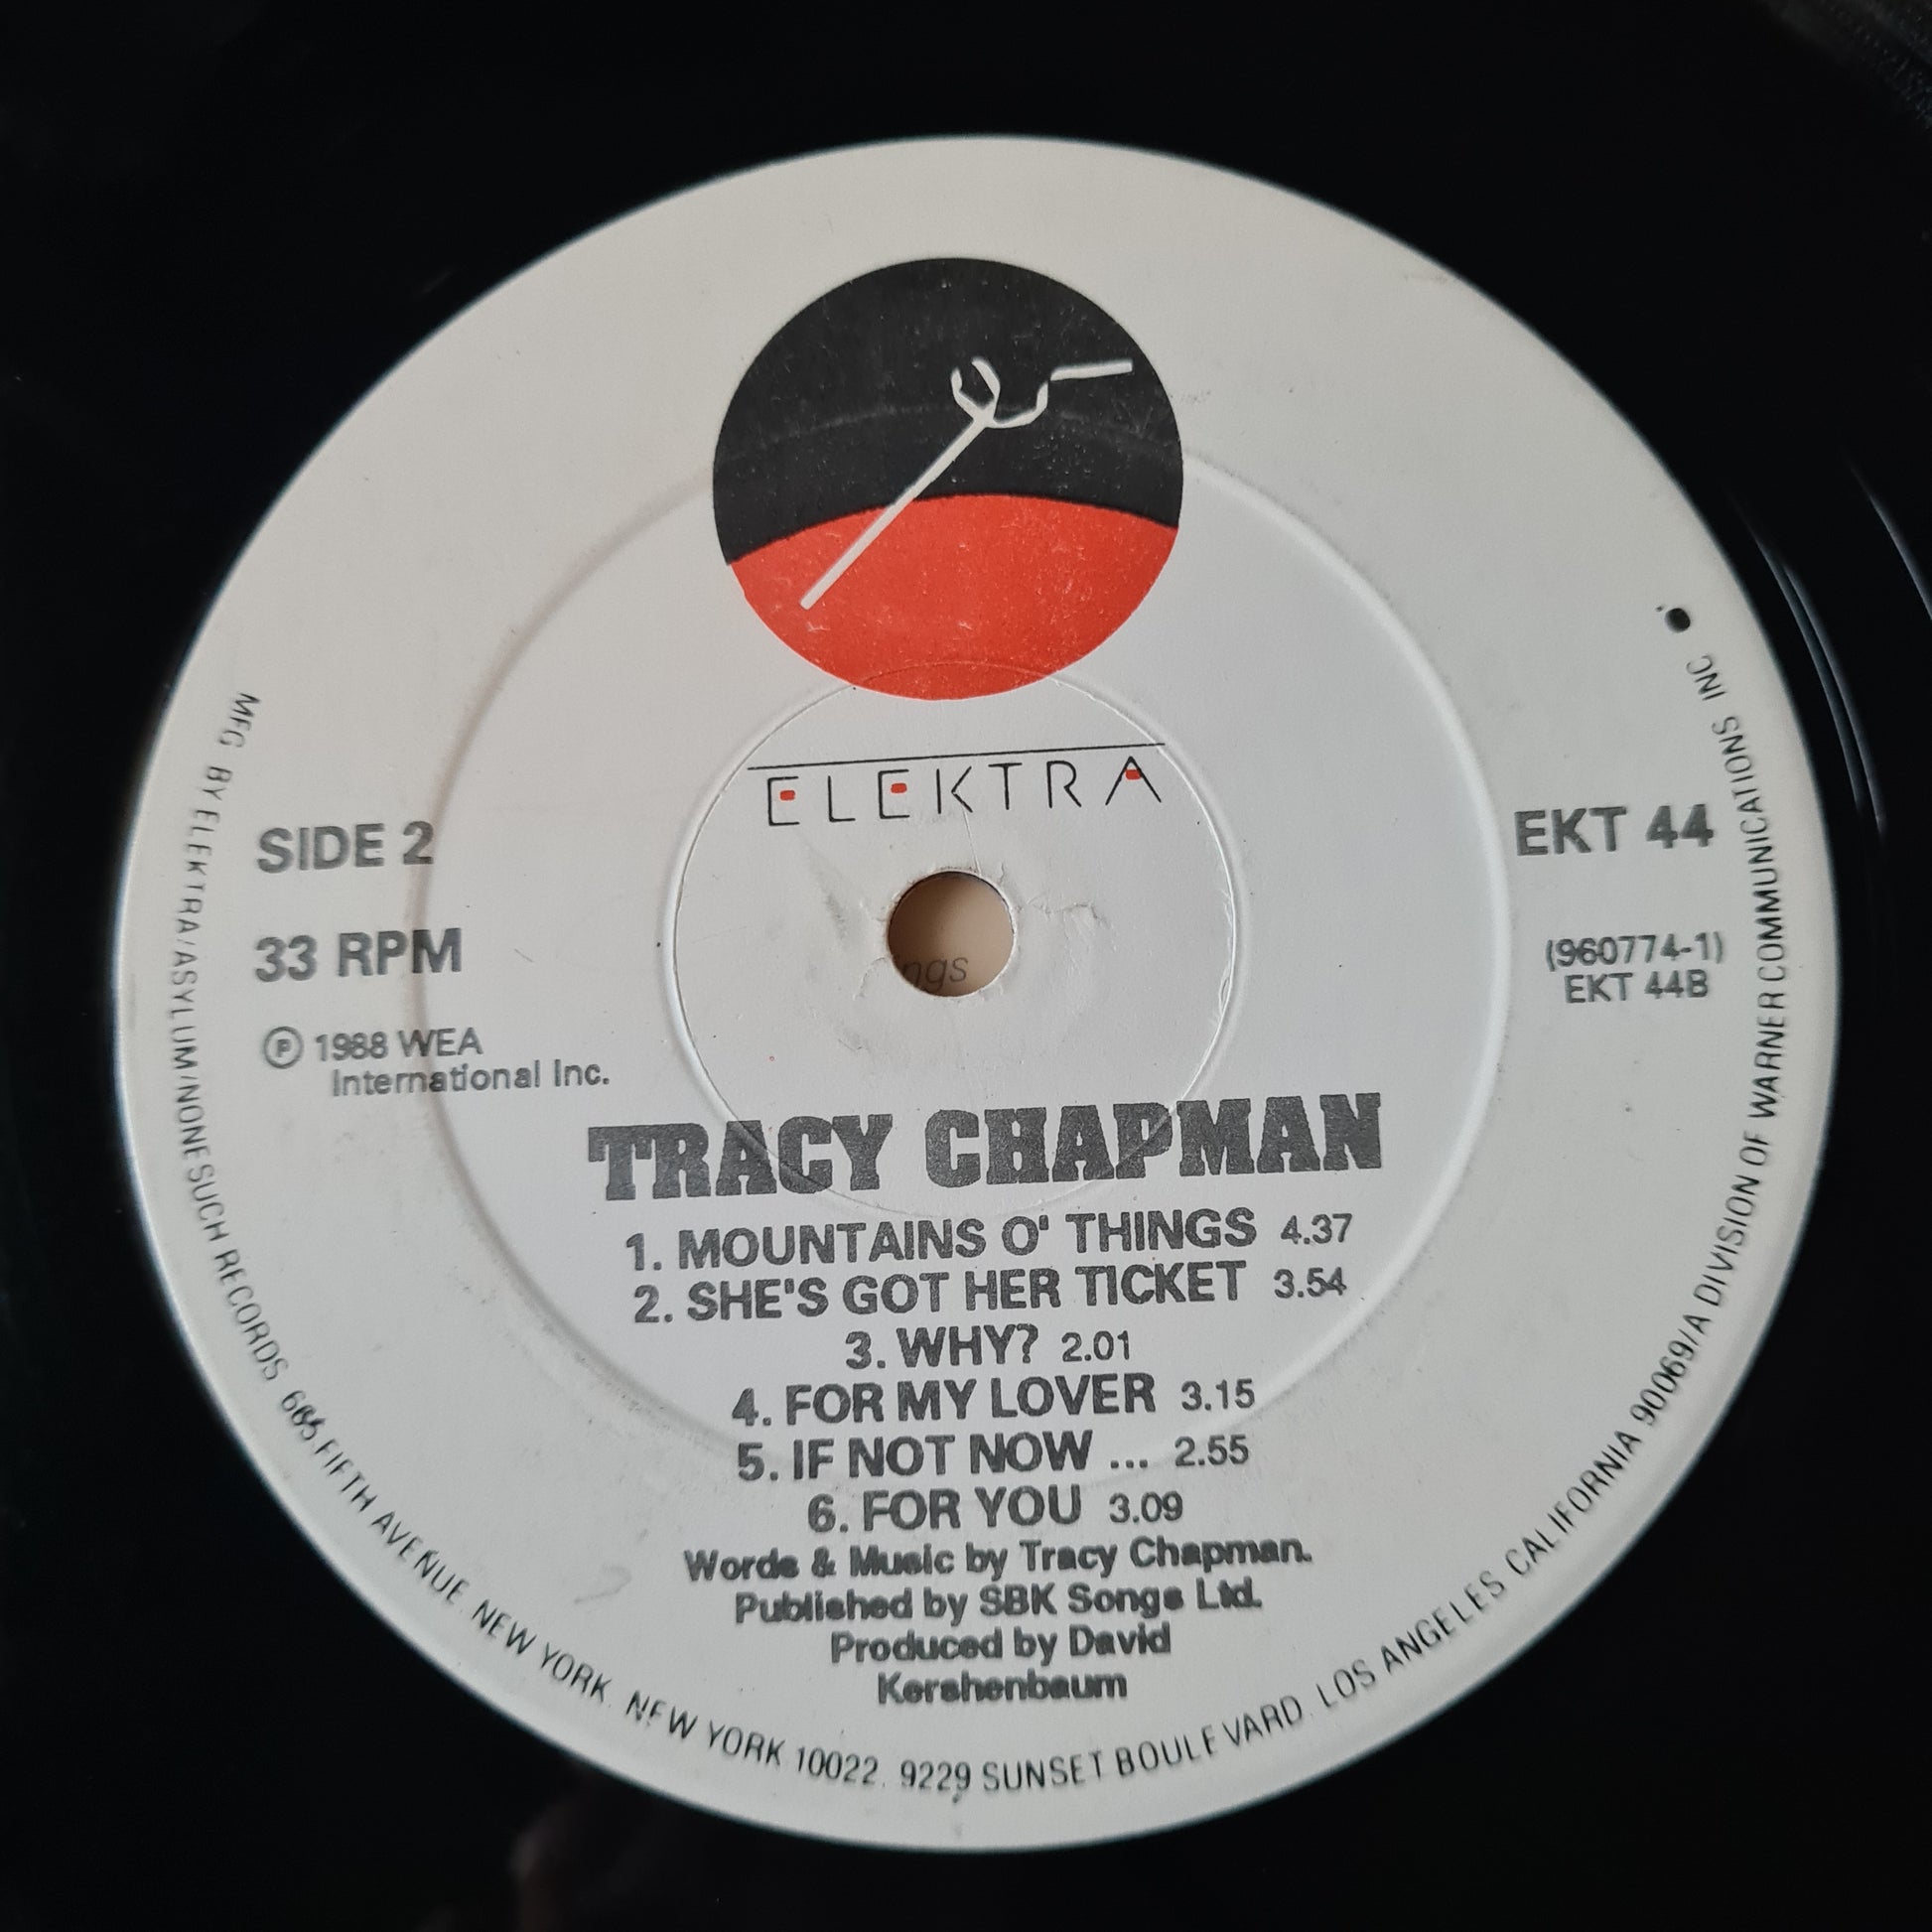 ELEKTRA
SIDE 2
EKT 44
33 RPM
(960774-1)
EKT 44B
Ⓟ 1988 WEA
International Inc.
ngs
TRACY CHAPMAN
1. MOUNTAINS O' THINGS 4.37
2. SHE'S GOT HER TICKET 3.54
3. WHY? 2.01
4. FOR MY LOVER 3.15
5. IF NOT NOW ... 2.55
6. FOR YOU 3.09
Words & Music by Tracy Chapman.
Published by SBK Songs Ltd.
Produced by David
Kershenbaum
MFG. BY ELEKTRA/ASYLUM/NONESUCH RECORDS, FIFTH AVENUE, NEW YORK, NEW YORK 10022, 9229 SUNSET BOULEVARD, LOS ANGELES CALIFORNIA 90069/A DIVISION OF WARNER COMMUNICATIONS INC